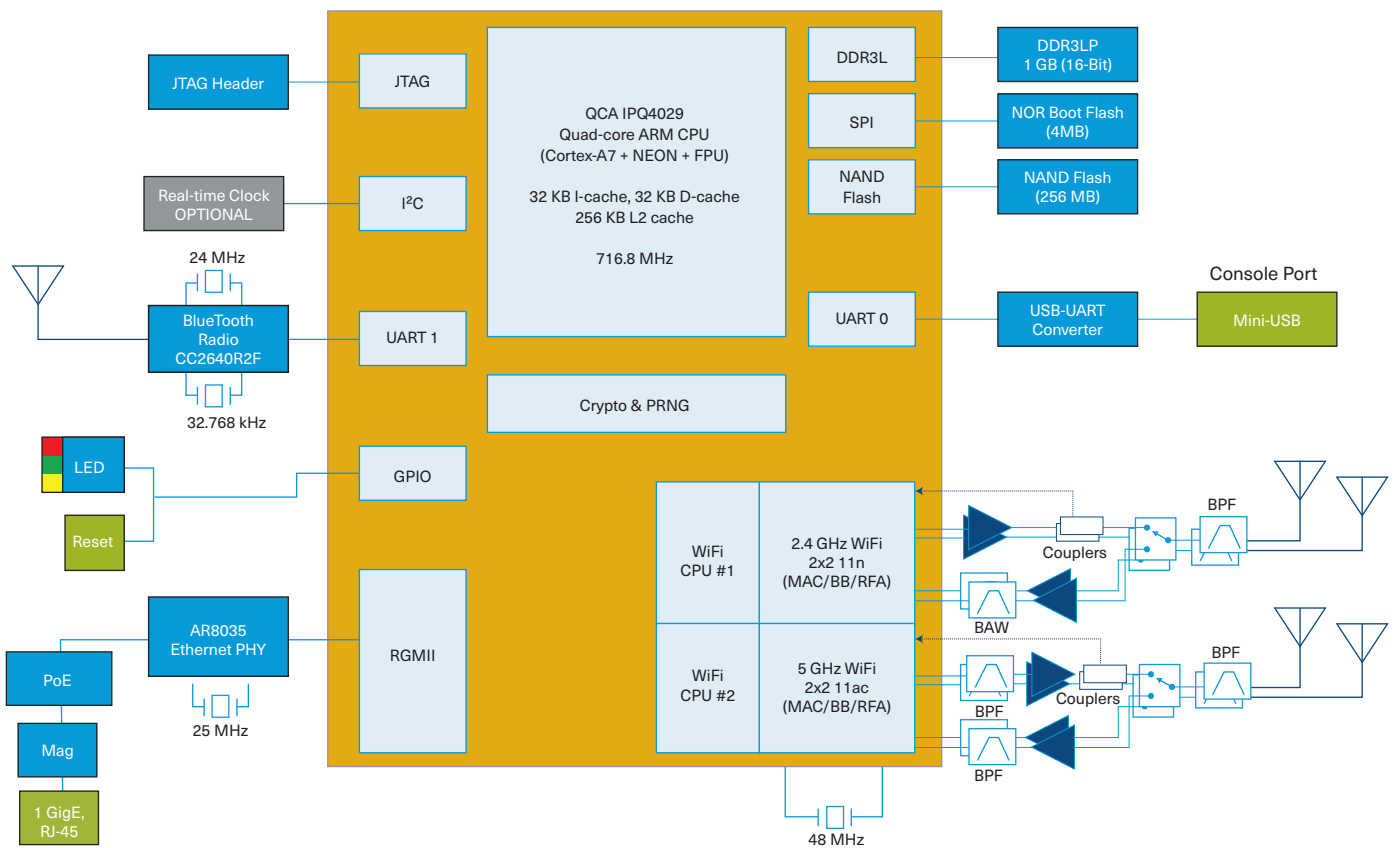 JTAG Header
JTAG
QCA IPQ4029
Quad-core ARM CPU
(Cortex-A7 + NEON + FPU)
32 KB I-cache, 32 KB D-cache
256 KB L2 cache
716.8 MHz
DDR3L
DDR3LP
1 GB (16-Bit)
SPI
NOR Boot Flash
(4MB)
NAND
Flash
NAND Flash
(256 MB)
Real-time Clock
OPTIONAL
I²C
24 MHz
BlueTooth
Radio
CC2640R2F
32.768 kHz
UART 1
UART 0
USB-UART
Converter
Console Port
Mini-USB
Crypto & PRNG
LED
Reset
GPIO
AR8035
Ethernet PHY
25 MHz
RGMII
PoE
Mag
1 GigE,
RJ-45
WiFi
CPU #1
2.4 GHz WiFi
2x2 11n
(MAC/BB/RFA)
Couplers
BPF
BAW
WiFi
CPU #2
5 GHz WiFi
2x2 11ac
(MAC/BB/RFA)
BPF
Couplers
BPF
BPF
48 MHz